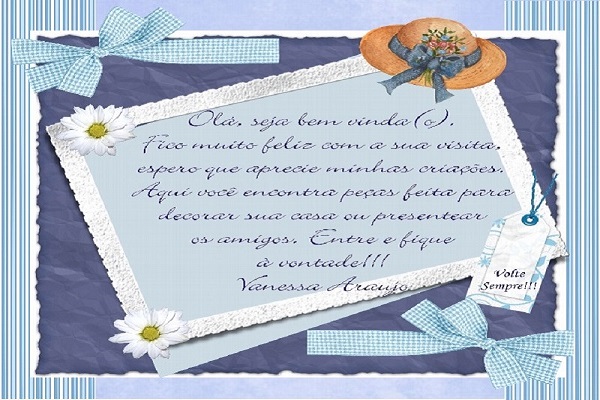 Olá, seja bem vinda(o).
Fico muito feliz com a sua visita,
espero que aprecie minhas criações.
Aqui você encontra peças feita para
decorar sua casa ou presentear
os amigos. Entre e fique
à vontade!!!
Vanessa Araujo
Volte
Sempre!!!